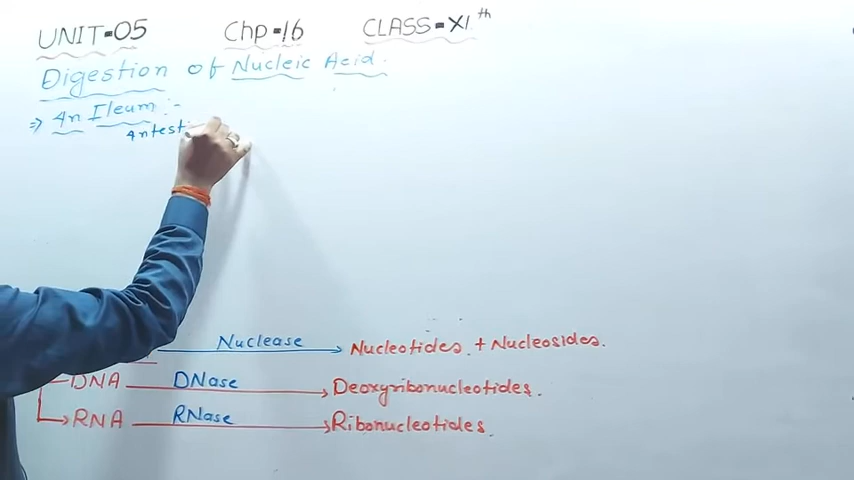 UNIT-05 Chp-16 CLASS-XI th
Digestion of Nucleic Acid.
⇒ In Ileum :-
Intesti
Nuclease → Nucleotides. + Nucleosides.
DNA DNase → Deoxyribonucleotides.
→ RNA RNase → Ribonucleotides.